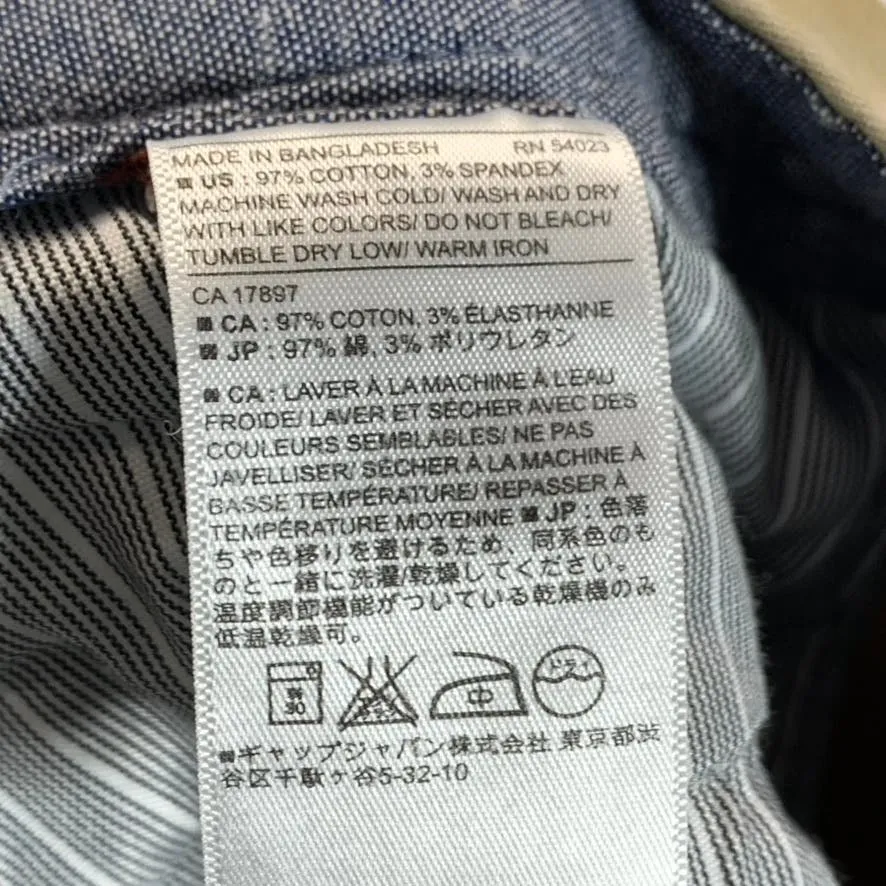 MADE IN BANGLADESH RN 54023
US : 97% COTTON, 3% SPANDEX
MACHINE WASH COLD/ WASH AND DRY
WITH LIKE COLORS/ DO NOT BLEACH/
TUMBLE DRY LOW/ WARM IRON
CA 17897
CA : 97% COTON, 3% ÉLASTHANNE
JP : 97% 綿, 3% ポリウレタン
CA : LAVER À LA MACHINE À L'EAU
FROIDE/ LAVER ET SÉCHER AVEC DES
COULEURS SEMBLABLES/ NE PAS
JAVELLISER/ SÉCHER À LA MACHINE À
BASSE TEMPÉRATURE/ REPASSER À
TEMPÉRATURE MOYENNE JP : 色落
ちや色移りを避けるため、同系色のも
のと一緒に洗濯/乾燥してください。
温度調節機能がついている乾燥機のみ
低温乾燥可。
30 中 ドライ
ギャップジャパン株式会社 東京都渋
谷区千駄ヶ谷5-32-10